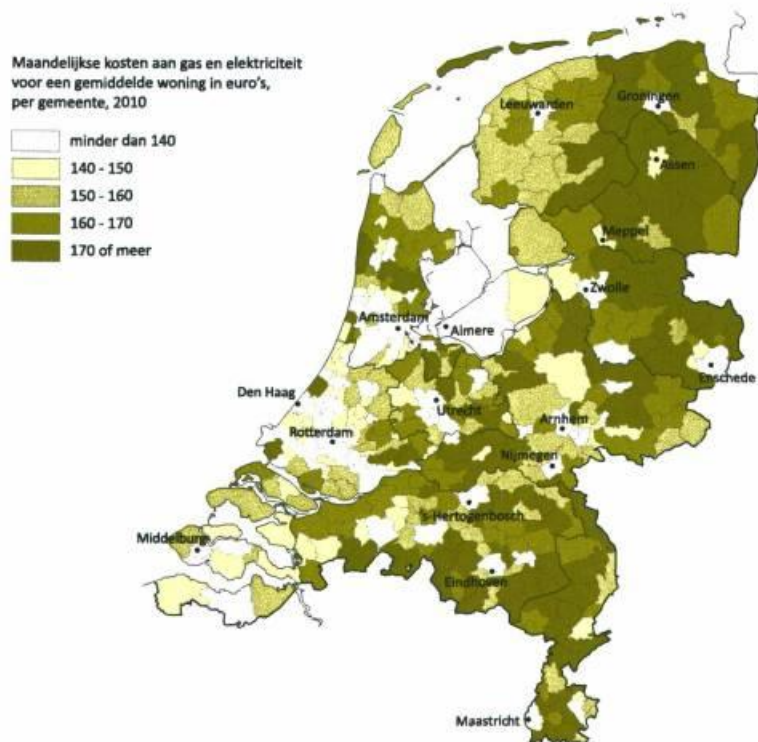 Maandelijkse kosten aan gas en elektriciteit
voor een gemiddelde woning in euro's,
per gemeente, 2010
minder dan 140
140 - 150
150 - 160
160 - 170
170 of meer
Leeuwarden
Groningen
Assen
Meppel
Zwolle
Amsterdam
Almere
Enschede
Den Haag
Utrecht
Arnhem
Rotterdam
Nijmegen
's-Hertogenbosch
Middelburg
Eindhoven
Maastricht